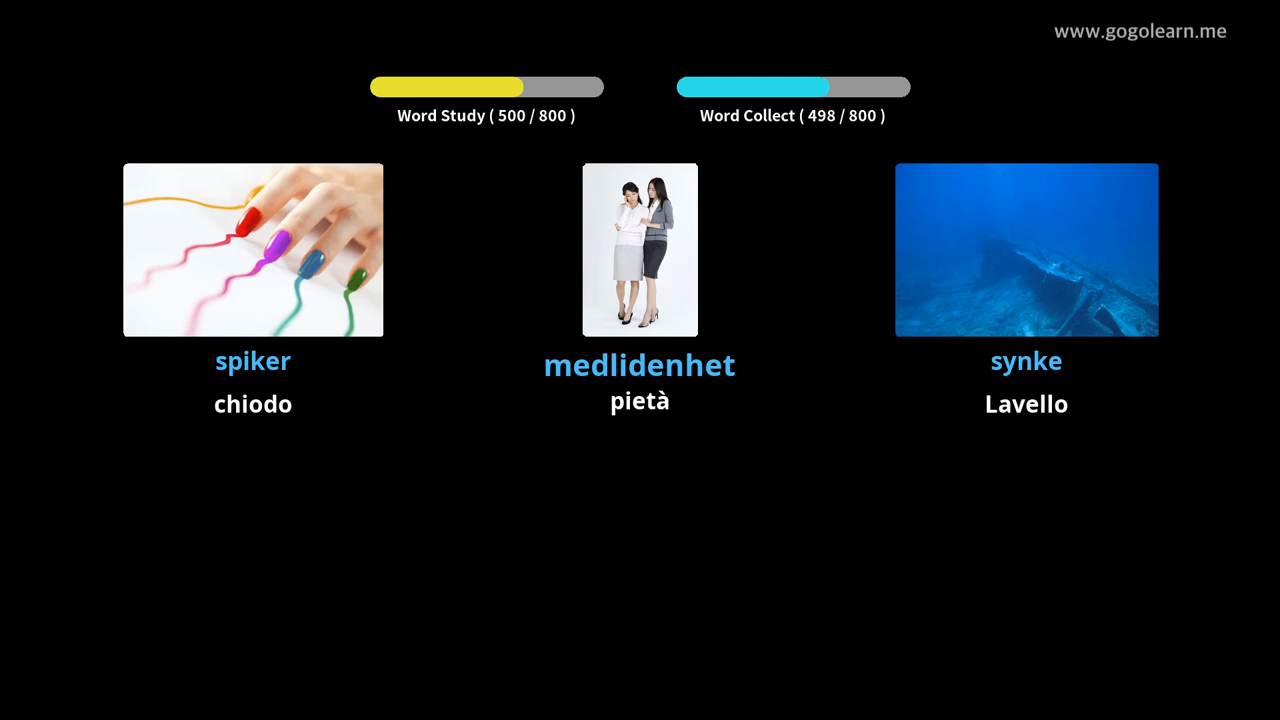 www.gogolearn.me
Word Study ( 500 / 800 )
Word Collect ( 498 / 800 )
spiker
chiodo
medlidenhet
pietà
synke
Lavello